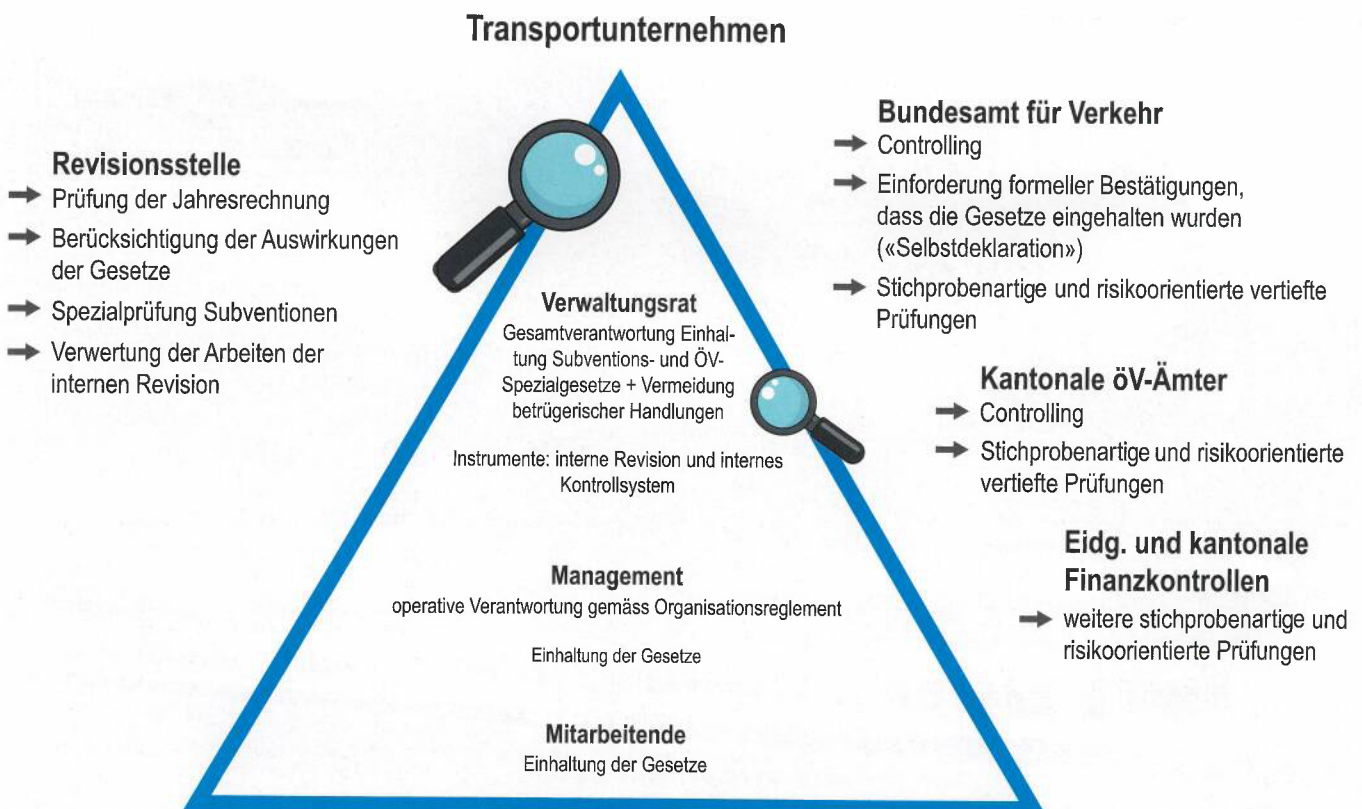 Transportunternehmen
Revisionsstelle
➞ Prüfung der Jahresrechnung
➞ Berücksichtigung der Auswirkungen
der Gesetze
➞ Spezialprüfung Subventionen
➞ Verwertung der Arbeiten der
internen Revision
Verwaltungsrat
Gesamtverantwortung Einhal-
tung Subventions- und ÖV-
Spezialgesetze + Vermeidung
betrügerischer Handlungen
Instrumente: interne Revision und internes
Kontrollsystem
Management
operative Verantwortung gemäss Organisationsreglement
Einhaltung der Gesetze
Mitarbeitende
Einhaltung der Gesetze
Bundesamt für Verkehr
➞ Controlling
➞ Einforderung formeller Bestätigungen,
dass die Gesetze eingehalten wurden
(«Selbstdeklaration»)
➞ Stichprobenartige und risikoorientierte vertiefte
Prüfungen
Kantonale öV-Ämter
➞ Controlling
➞ Stichprobenartige und risikoorientierte
vertiefte Prüfungen
Eidg. und kantonale
Finanzkontrollen
➞ weitere stichprobenartige und
risikoorientierte Prüfungen